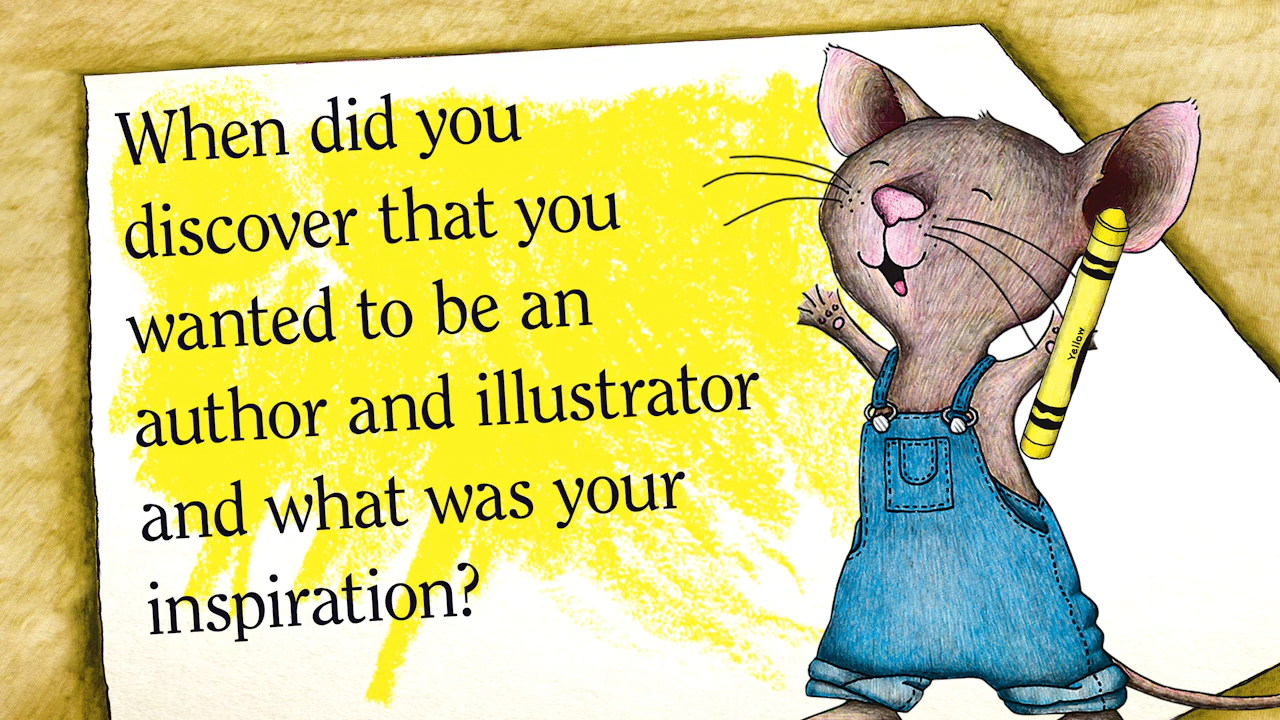 When did you
discover that you
wanted to be an
author and illustrator
and what was your
inspiration?
Yellow